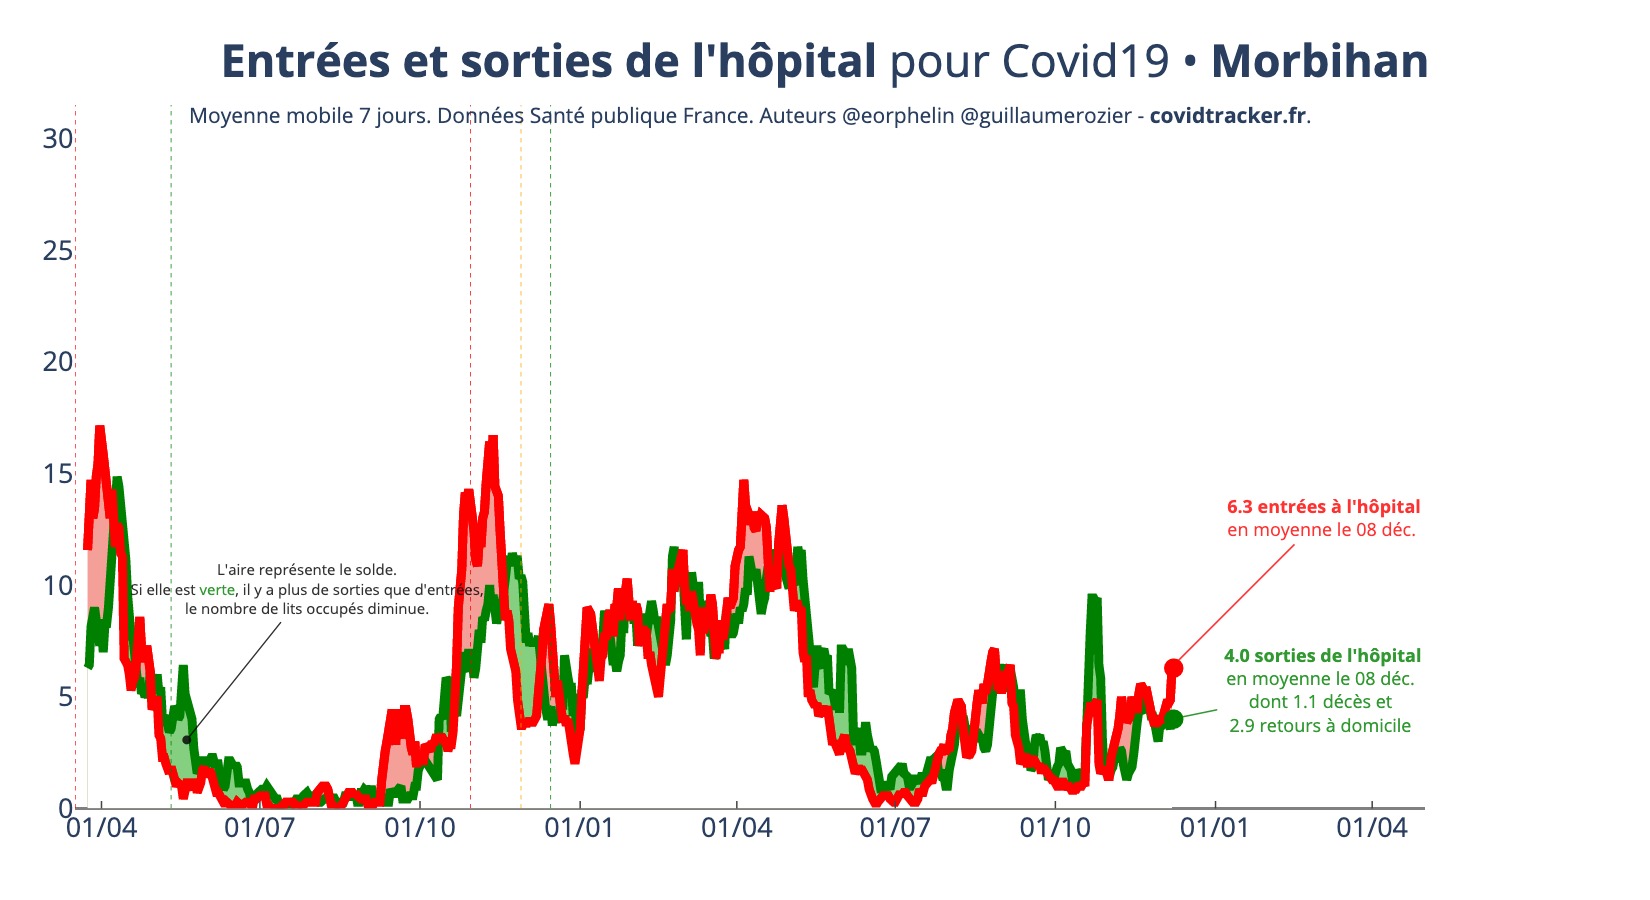 Entrées et sorties de l'hôpital pour Covid19 • Morbihan
Moyenne mobile 7 jours. Données Santé publique France. Auteurs @eorphelin @guillaumerozier - covidtracker.fr.
30
25
20
15
10
5
0
6.3 entrées à l'hôpital
en moyenne le 08 déc.
L'aire représente le solde.
Si elle est verte, il y a plus de sorties que d'entrées,
le nombre de lits occupés diminue.
4.0 sorties de l'hôpital
en moyenne le 08 déc.
dont 1.1 décès et
2.9 retours à domicile
01/04 01/07 01/10 01/01 01/04 01/07 01/10 01/01 01/04